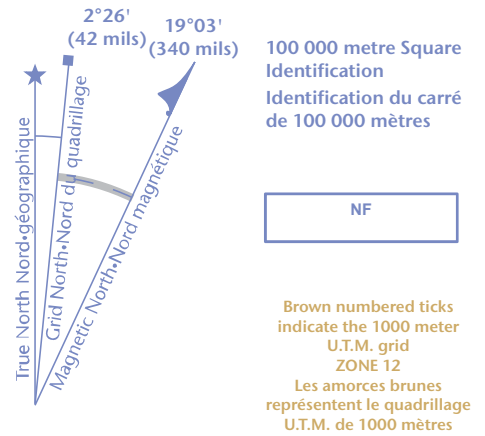 2°26'
(42 mils)
19°03'
(340 mils)
True North Nord•géographique
Grid North•Nord du quadrillage
Magnetic North•Nord magnétique
100 000 metre Square
Identification
Identification du carré
de 100 000 mètres
NF
Brown numbered ticks
indicate the 1000 meter
U.T.M. grid
ZONE 12
Les amorces brunes
représentent le quadrillage
U.T.M. de 1000 mètres